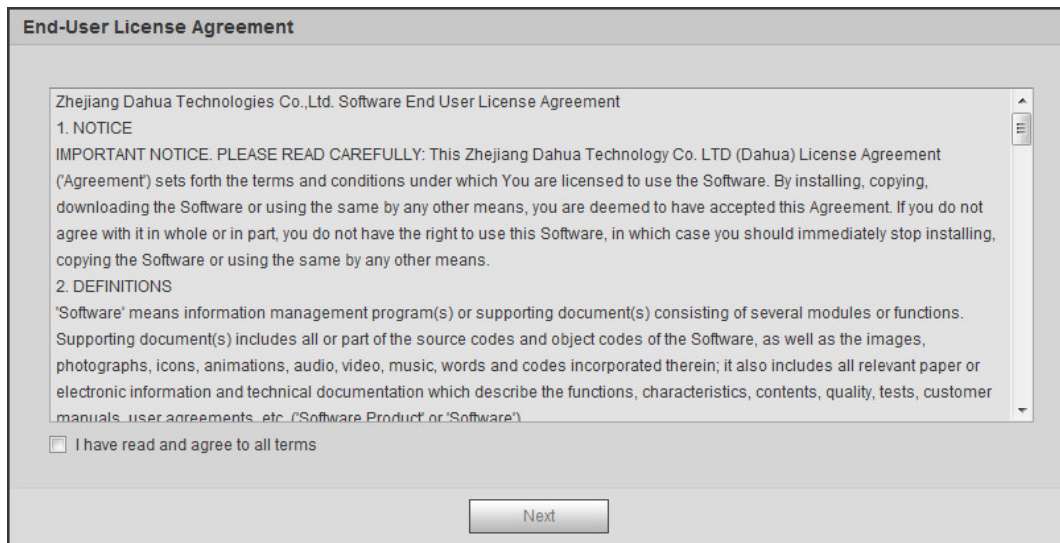 End-User License Agreement
Zhejiang Dahua Technologies Co.,Ltd. Software End User License Agreement
1. NOTICE
IMPORTANT NOTICE. PLEASE READ CAREFULLY: This Zhejiang Dahua Technology Co. LTD (Dahua) License Agreement
('Agreement') sets forth the terms and conditions under which You are licensed to use the Software. By installing, copying,
downloading the Software or using the same by any other means, you are deemed to have accepted this Agreement. If you do not
agree with it in whole or in part, you do not have the right to use this Software, in which case you should immediately stop installing,
copying the Software or using the same by any other means.
2. DEFINITIONS
'Software' means information management program(s) or supporting document(s) consisting of several modules or functions.
Supporting document(s) includes all or part of the source codes and object codes of the Software, as well as the images,
photographs, icons, animations, audio, video, music, words and codes incorporated therein; it also includes all relevant paper or
electronic information and technical documentation which describe the functions, characteristics, contents, quality, tests, customer
manuals, user agreements, etc. ('Software Product' or 'Software')
I have read and agree to all terms
Next